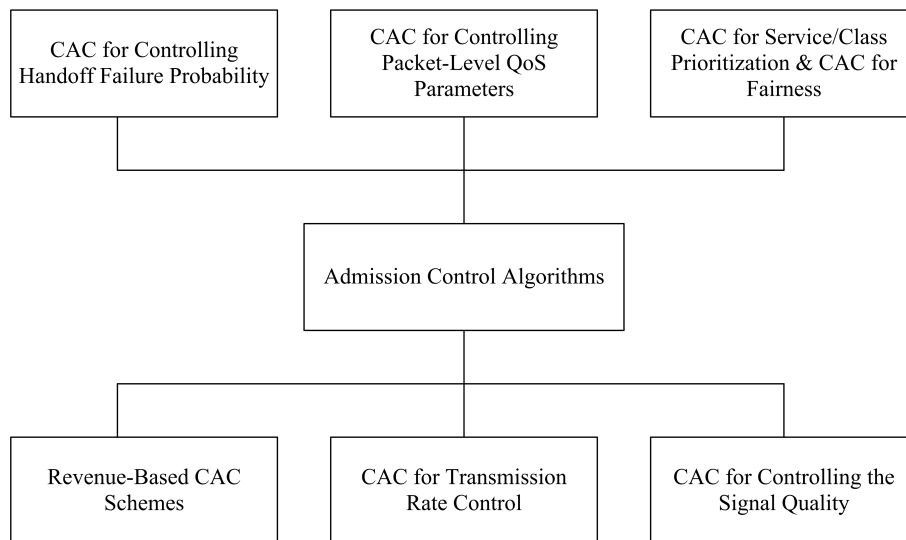 CAC for Controlling
Handoff Failure Probability
CAC for Controlling
Packet-Level QoS
Parameters
CAC for Service/Class
Prioritization & CAC for
Fairness
Admission Control Algorithms
Revenue-Based CAC
Schemes
CAC for Transmission
Rate Control
CAC for Controlling the
Signal Quality